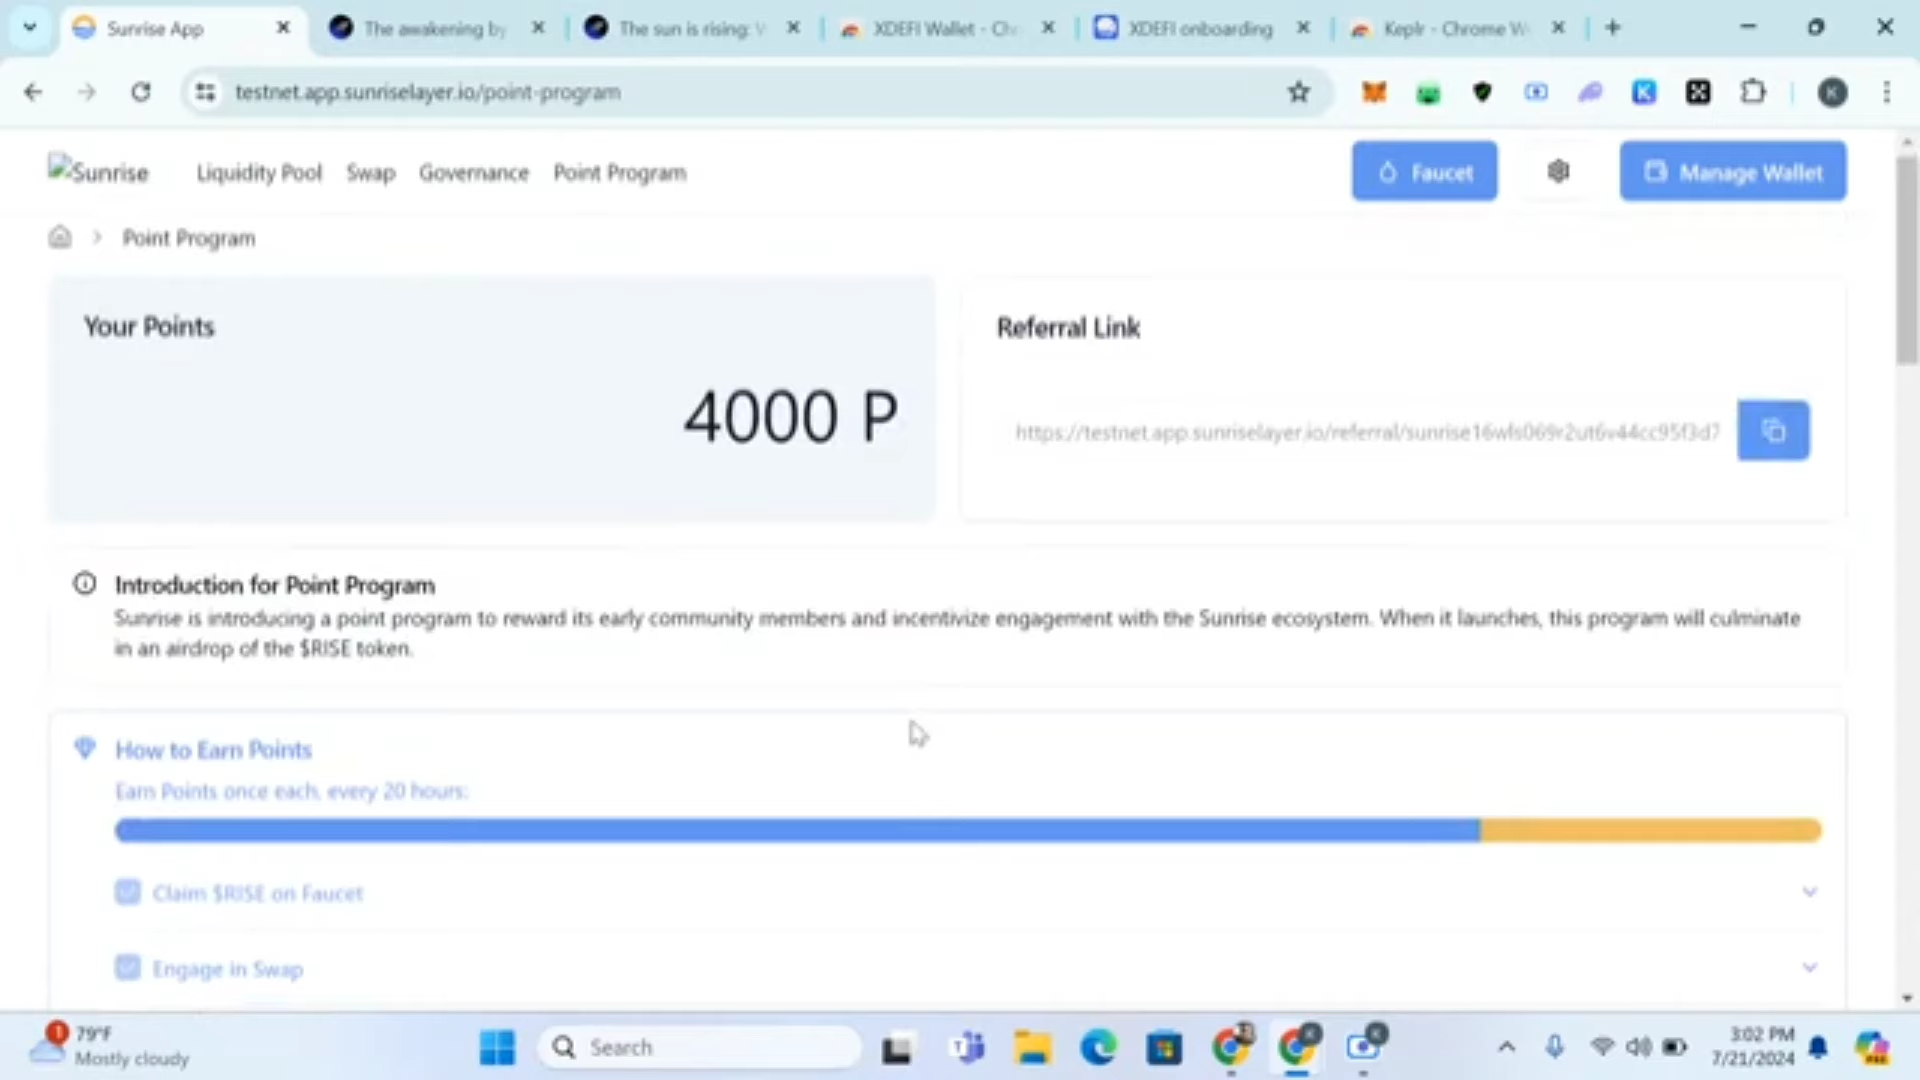 Sunrise App
The awakening by
The sun is rising:
XDEFI Wallet - Ch
XDEFI onboarding
Keplr - Chrome W
testnet.app.sunriselayer.io/point-program
K
Sunrise
Liquidity Pool
Swap
Governance
Point Program
Faucet
Manage Wallet
Point Program
Your Points
4000 P
Referral Link
https://testnet.app.sunriselayer.io/referral/sunrise16wls069r2ut6v44cc95f3d7
Introduction for Point Program
Sunrise is introducing a point program to reward its early community members and incentivize engagement with the Sunrise ecosystem. When it launches, this program will culminate
in an airdrop of the $RISE token.
How to Earn Points
Earn Points once each, every 20 hours:
Claim $RISE on Faucet
Engage in Swap
1
79°F
Mostly cloudy
Search
3:02 PM
7/21/2024